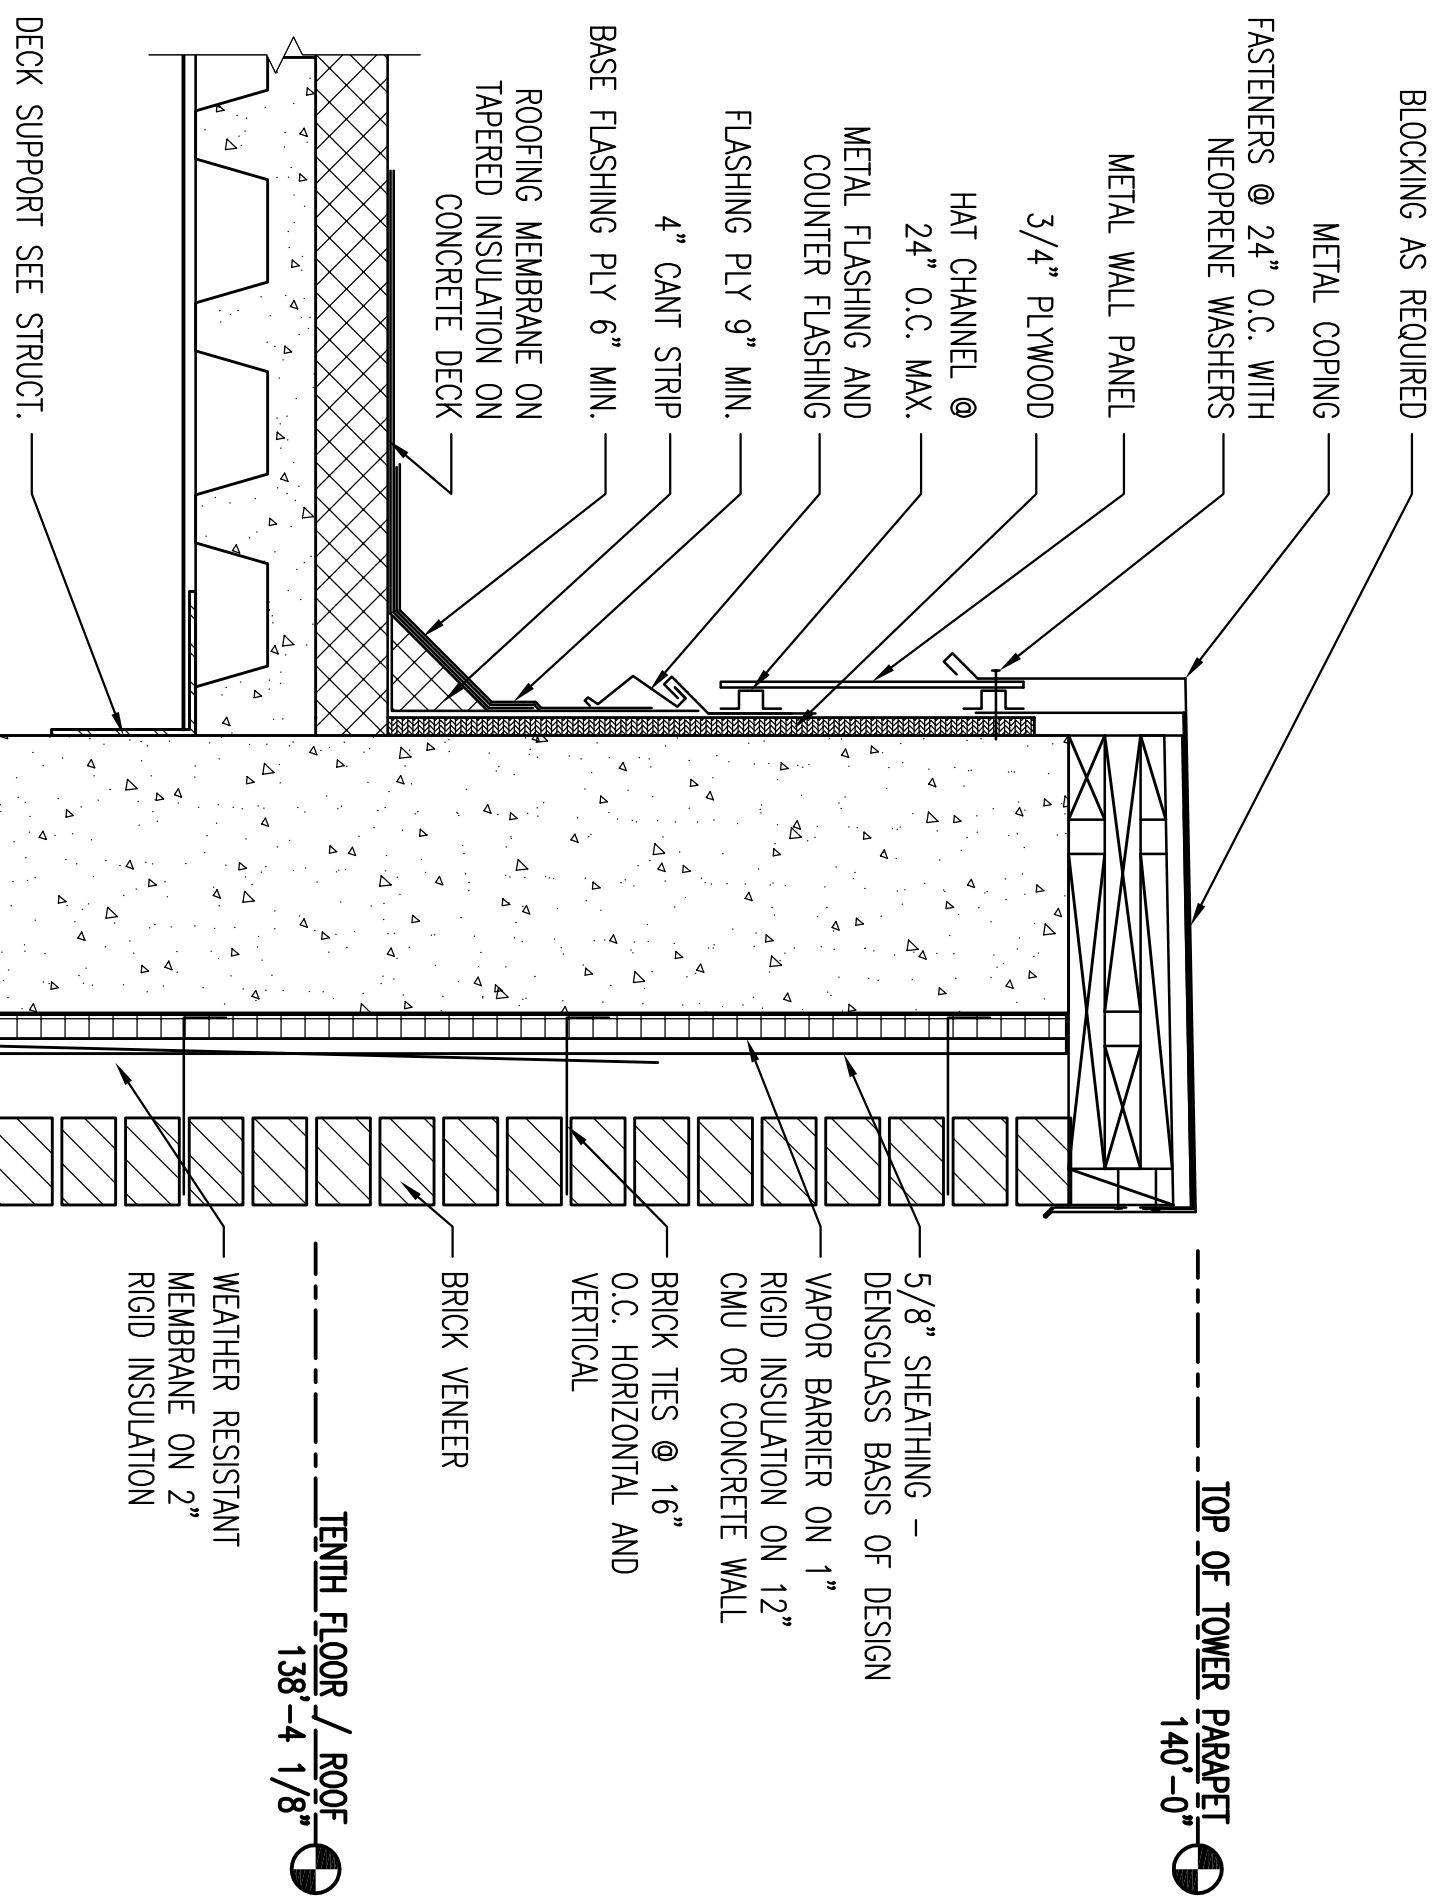 BLOCKING AS REQUIRED
METAL COPING
FASTENERS @ 24" O.C. WITH
NEOPRENE WASHERS
METAL WALL PANEL
3/4" PLYWOOD
HAT CHANNEL @
24" O.C. MAX.
METAL FLASHING AND
COUNTER FLASHING
FLASHING PLY 9" MIN.
4" CANT STRIP
BASE FLASHING PLY 6" MIN.
ROOFING MEMBRANE ON
TAPERED INSULATION ON
CONCRETE DECK
DECK SUPPORT SEE STRUCT.
TOP OF TOWER PARAPET
140'-0"
5/8" SHEATHING -
DENSGLASS BASIS OF DESIGN
VAPOR BARRIER ON 1"
RIGID INSULATION ON 12"
CMU OR CONCRETE WALL
BRICK TIES @ 16"
O.C. HORIZONTAL AND
VERTICAL
BRICK VENEER
TENTH FLOOR / ROOF
138'-4 1/8"
WEATHER RESISTANT
MEMBRANE ON 2"
RIGID INSULATION